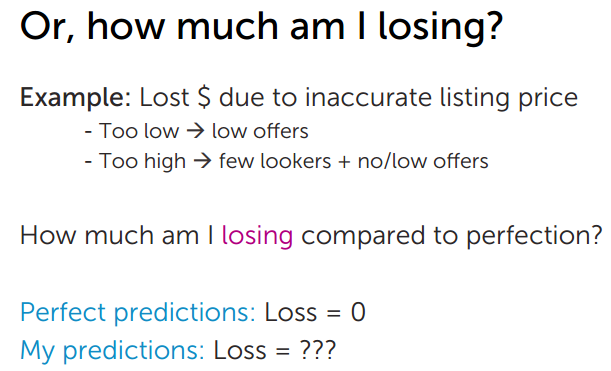 Or, how much am I losing?
Example: Lost $ due to inaccurate listing price
- Too low → low offers
- Too high → few lookers + no/low offers
How much am I losing compared to perfection?
Perfect predictions: Loss = 0
My predictions: Loss = ???